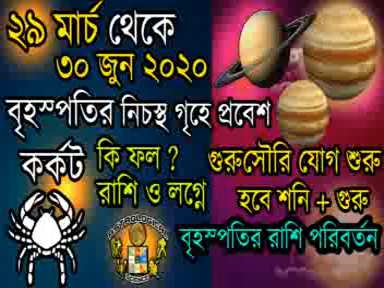 ২৯ মার্চ থেকে
৩০ জুন ২০২০
বৃহস্পতির নিচস্থ গৃহে প্রবেশ
কর্কট
কি ফল ?
রাশি ও লগ্নে
গুরুসৌরি যোগ শুরু
হবে শনি + গুরু
বৃহস্পতির রাশি পরিবর্তন